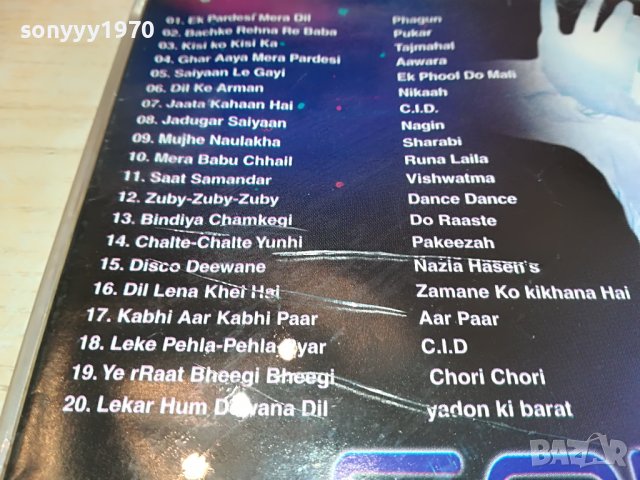 sonyyy1970
01. Ek Pardesi Mera Dil Phagun
02. Bachke Rehna Re Baba Pukar
03. Kisi ko Kisi Ka Tajmahal
04. Ghar Aaya Mera Pardesi Aawara
05. Saiyaan Le Gayi Ek Phool Do Mali
06. Dil Ke Arman Nikaah
07. Jaata Kahaan Hai C.I.D.
08. Jadugar Saiyaan Nagin
09. Mujhe Naulakha Sharabi
10. Mera Babu Chhail Runa Laila
11. Saat Samandar Vishwatma
12. Zuby-Zuby-Zuby Dance Dance
13. Bindiya Chamkegi Do Raaste
14. Chalte-Chalte Yunhi Pakeezah
15. Disco Deewane Nazia Hasen's
16. Dil Lena Khel Hai Zamane Ko kikhana Hai
17. Kabhi Aar Kabhi Paar Aar Paar
18. Leke Pehla-Pehla Pyar C.I.D
19. Ye rRaat Bheegi Bheegi Chori Chori
20. Lekar Hum Deewana Dil yadon ki barat
BAZAR